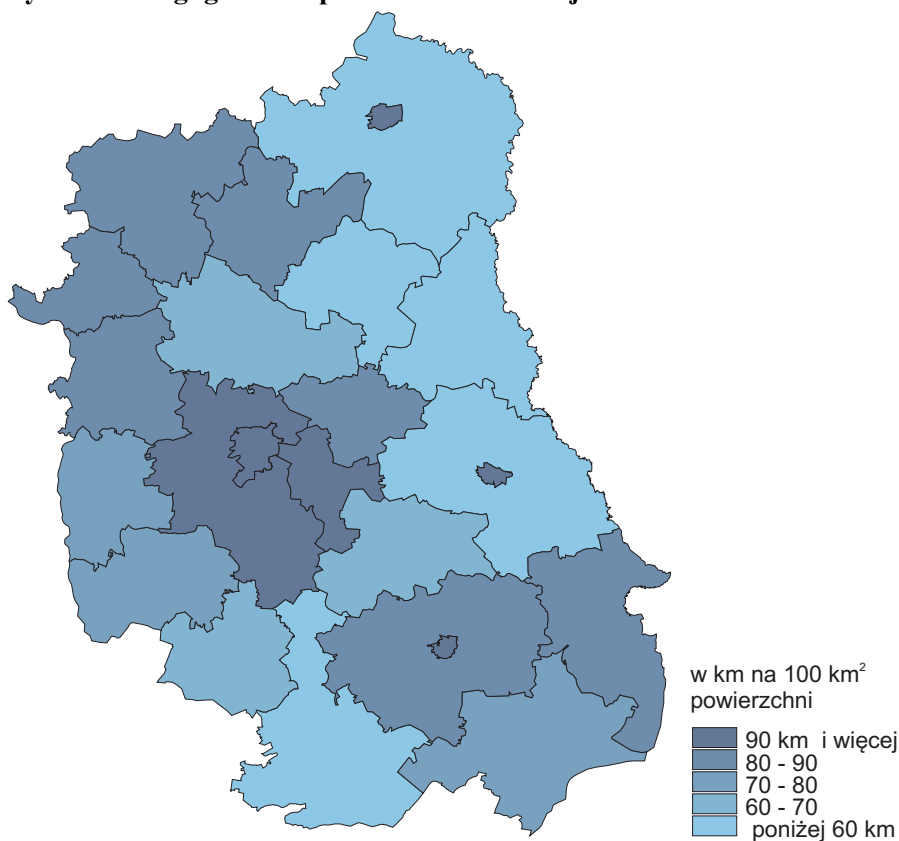 w km na 100 km²
powierzchni
90 km i więcej
80 - 90
70 - 80
60 - 70
poniżej 60 km